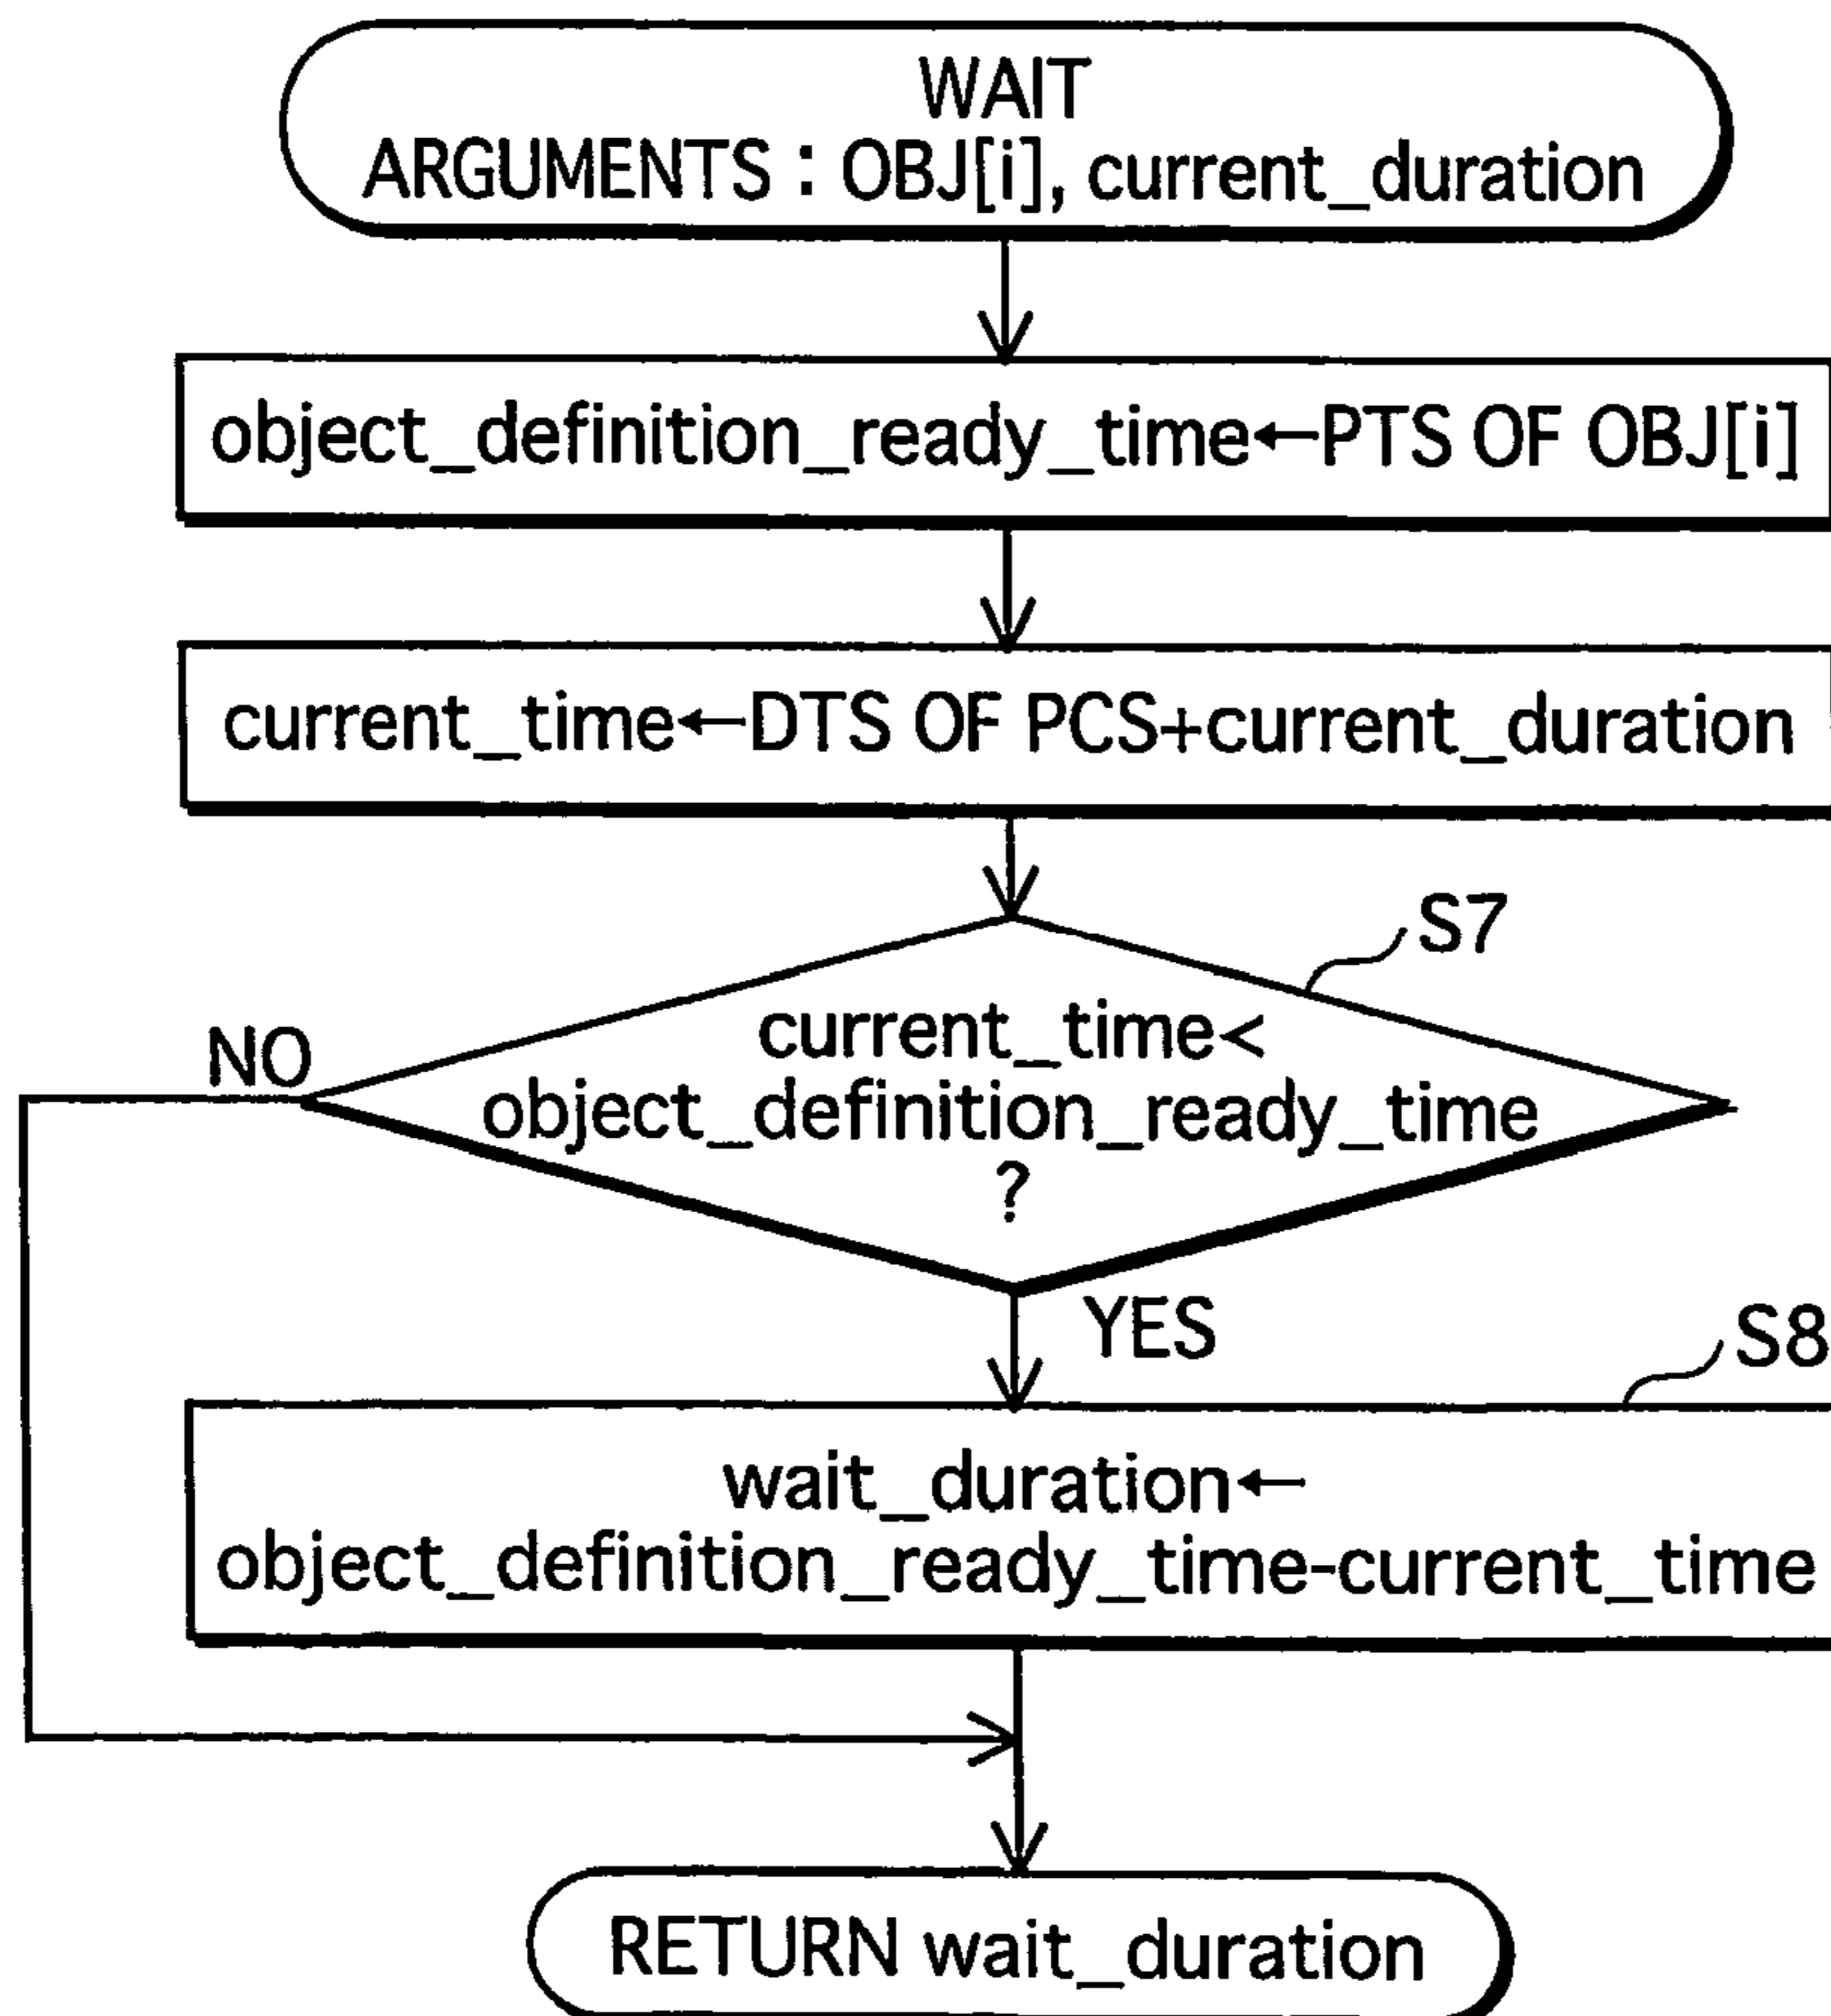 WAIT
ARGUMENTS : OBJ[i], current_duration
object_definition_ready_time←PTS OF OBJ[i]
current_time←DTS OF PCS+current_duration
S7
current_time<
NO
object_definition_ready_time
?
YES
S8
wait_duration←
object_definition_ready_time-current_time
RETURN wait_duration